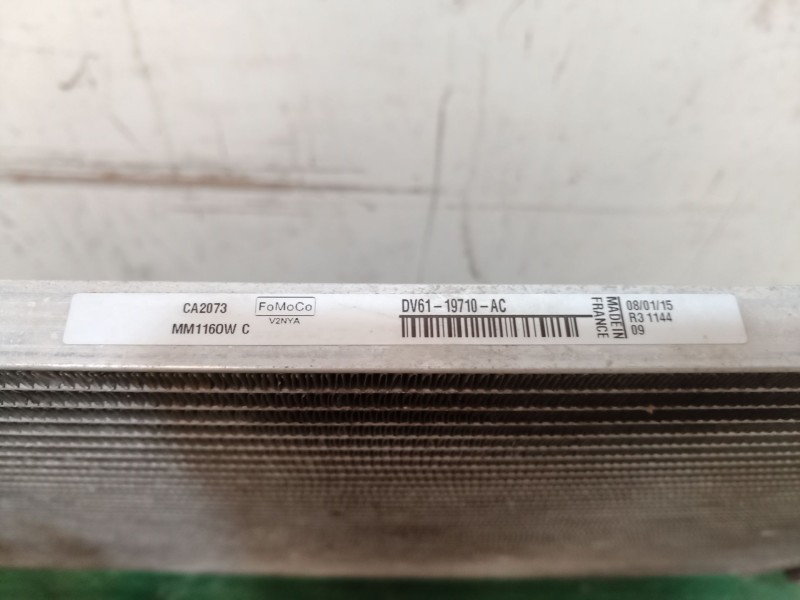 CA2073
MM1160W C
FoMoCo
V2NYA
DV61-19710-AC
MADE IN
FRANCE
08/01/15
R3 1144
09